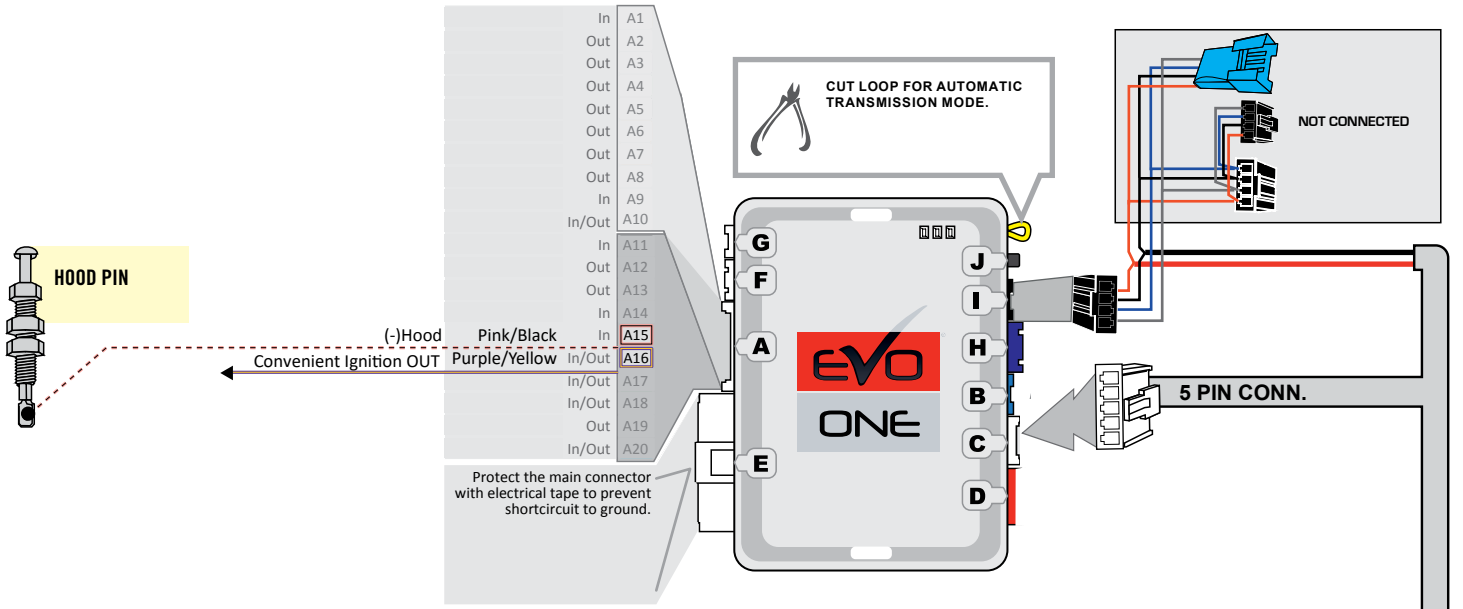 In A1
Out A2
Out A3
Out A4
Out A5
Out A6
Out A7
Out A8
In A9
In/Out A10
In A11
Out A12
Out A13
In A14
(-)Hood Pink/Black In A15
Convenient Ignition OUT Purple/Yellow In/Out A16
In/Out A17
In/Out A18
Out A19
In/Out A20
HOOD PIN
Protect the main connector
with electrical tape to prevent
shortcircuit to ground.
CUT LOOP FOR AUTOMATIC
TRANSMISSION MODE.
G
F
A
E
J
I
H
B
C
D
EVO
ONE
NOT CONNECTED
5 PIN CONN.